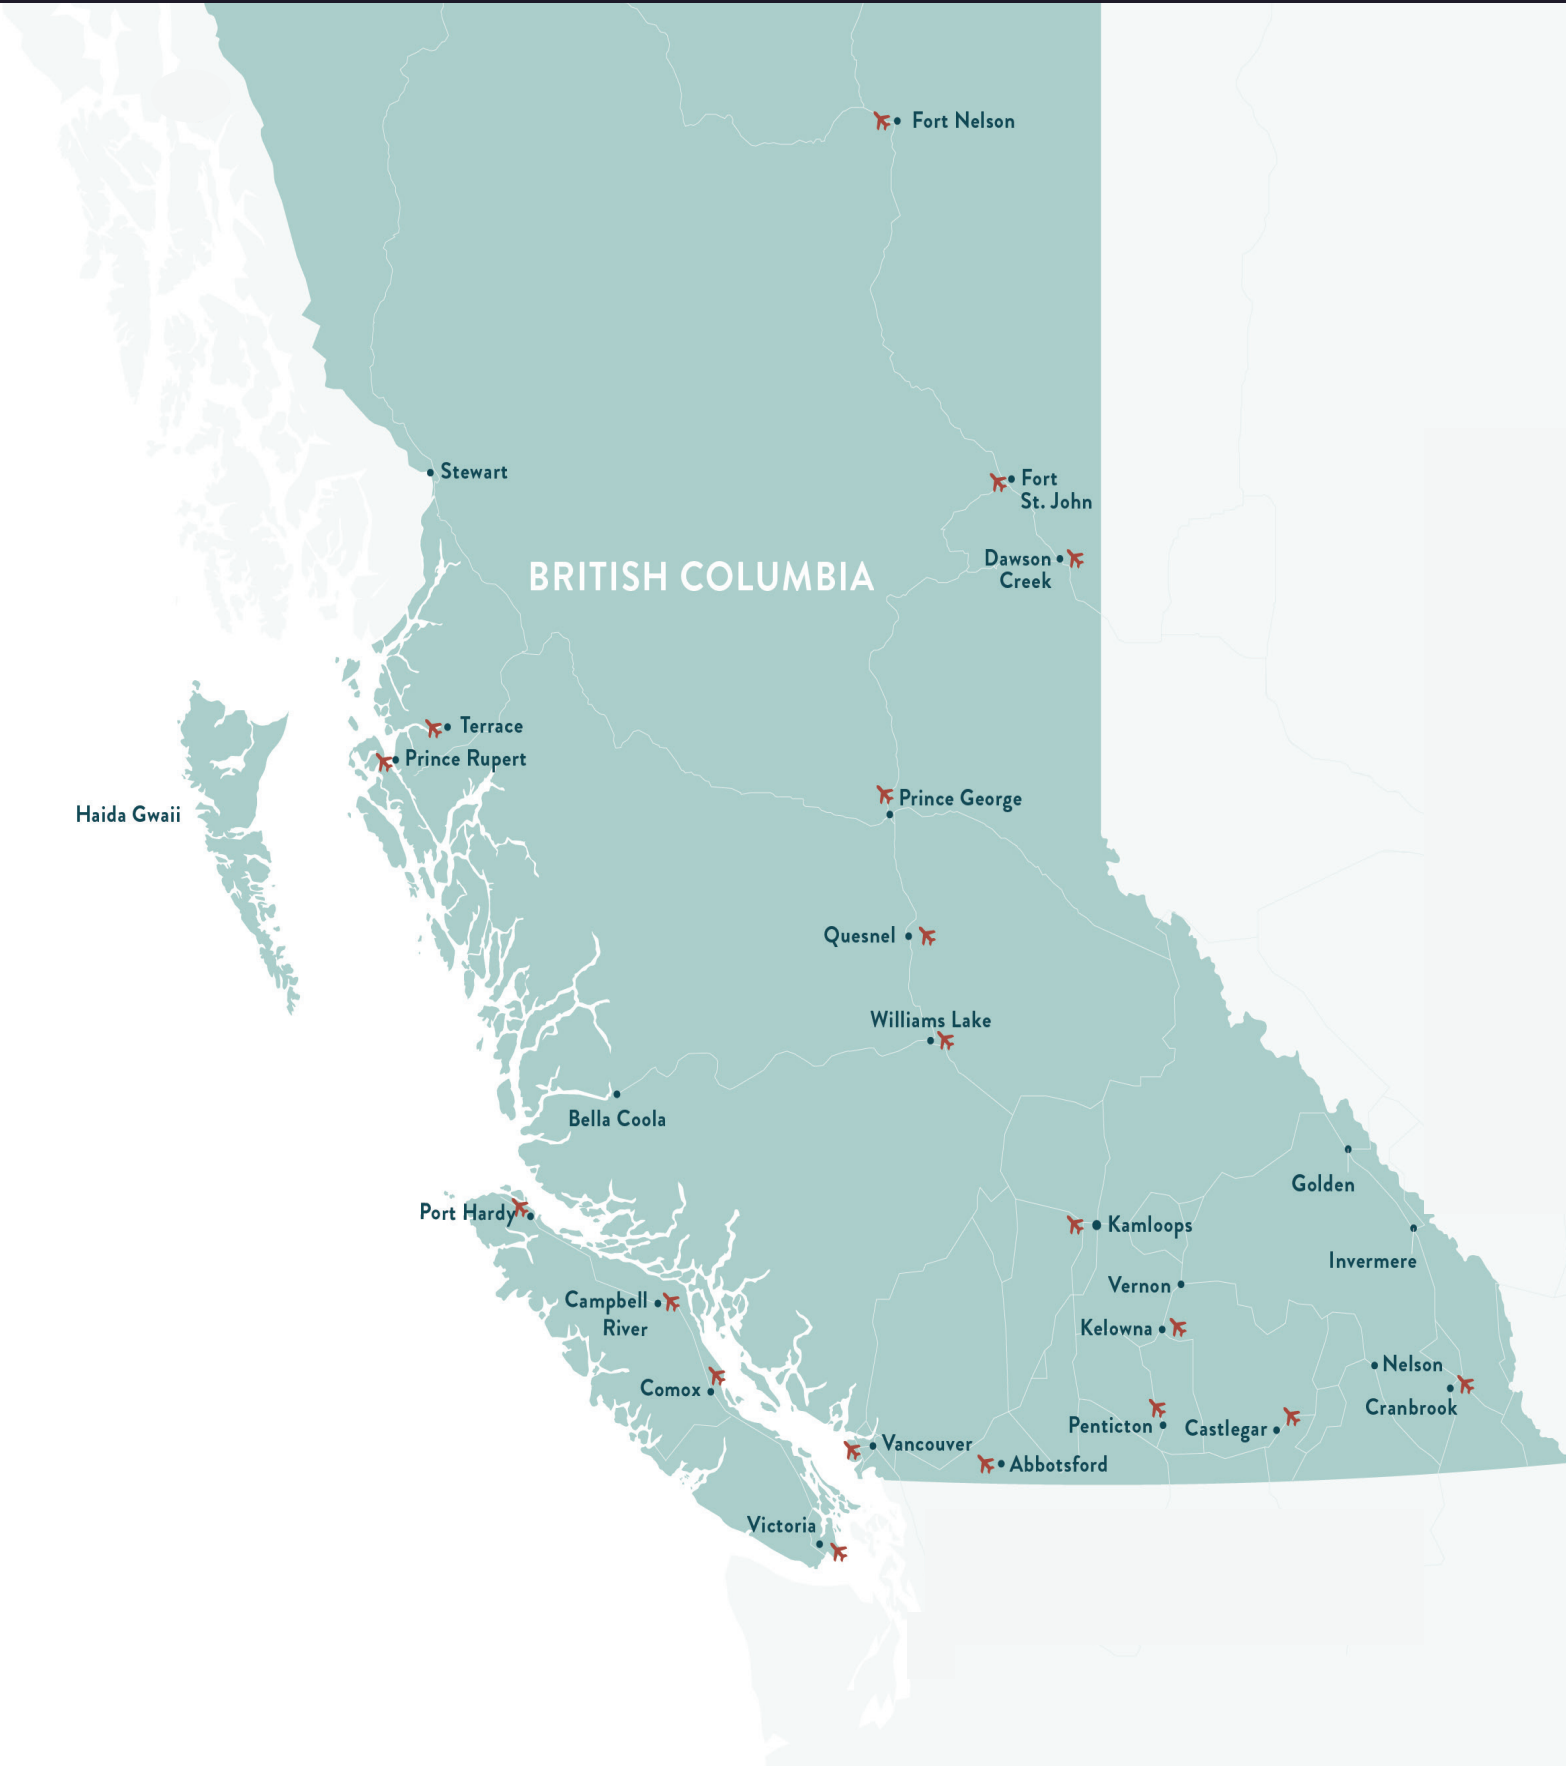 Fort Nelson
Stewart
Fort
St. John
BRITISH COLUMBIA
Dawson
Creek
Terrace
Prince Rupert
Haida Gwaii
Prince George
Quesnel
Williams Lake
Bella Coola
Golden
Port Hardy
Kamloops
Invermere
Vernon
Campbell
River
Kelowna
Nelson
Comox
Cranbrook
Penticton
Castlegar
Vancouver
Abbotsford
Victoria